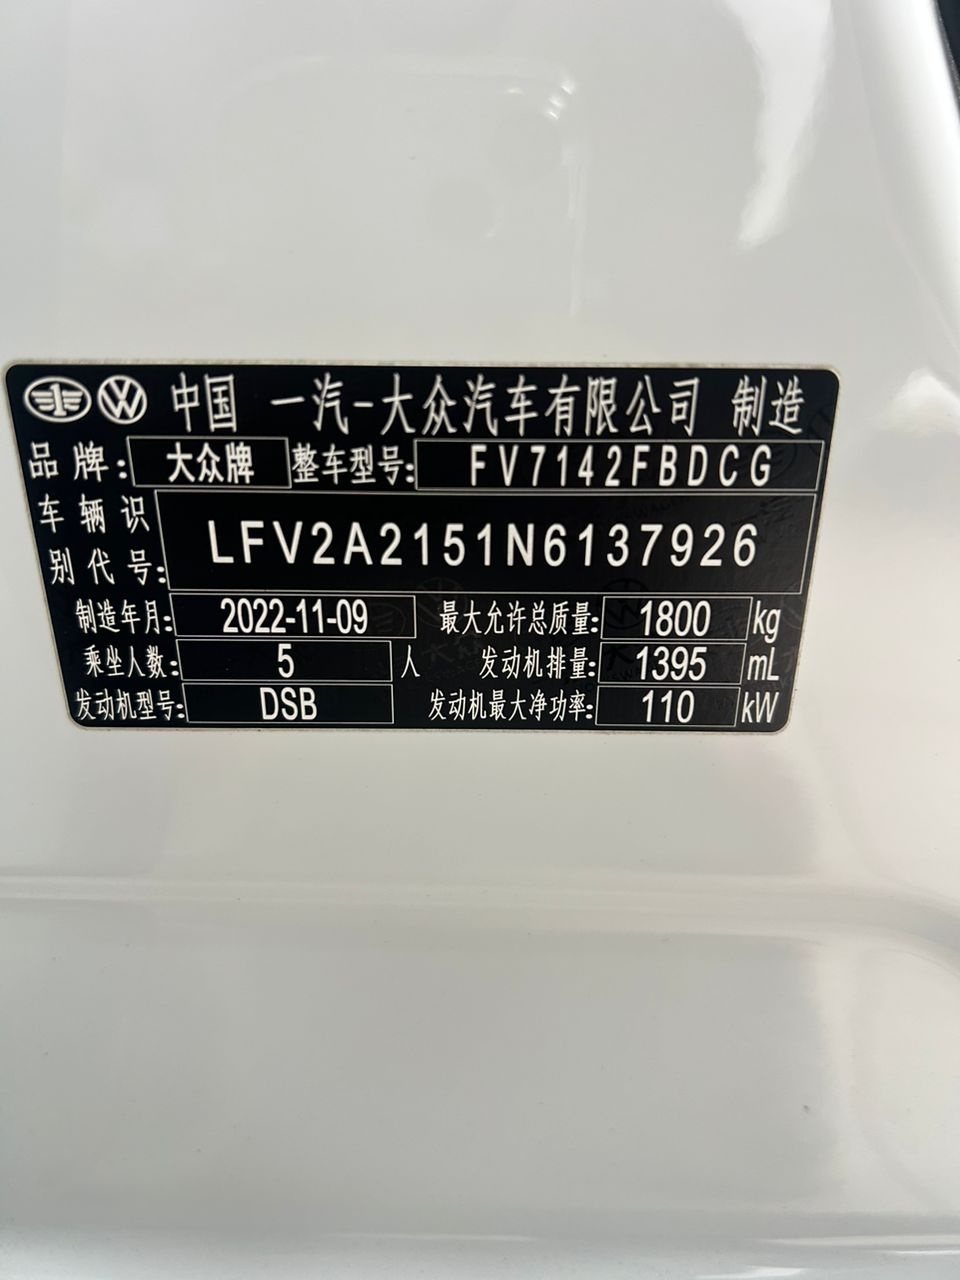 中国 一汽-大众汽车有限公司 制造
品牌: 大众牌 整车型号: FV7142FBDCG
车辆识别代号: LFV2A2151N6137926
制造年月: 2022-11-09 最大允许总质量: 1800 kg
乘坐人数: 5 人 发动机排量: 1395 mL
发动机型号: DSB 发动机最大净功率: 110 kW